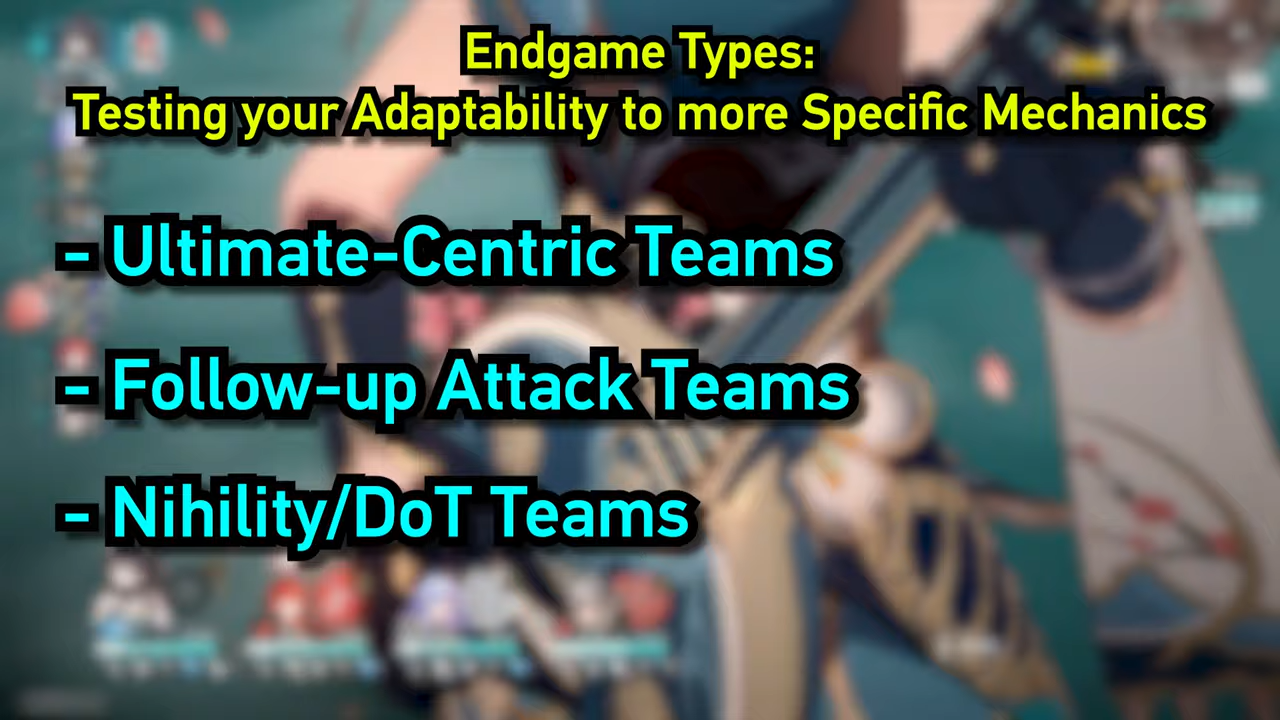 Endgame Types:
Testing your Adaptability to more Specific Mechanics
- Ultimate-Centric Teams
- Follow-up Attack Teams
- Nihility/DoT Teams